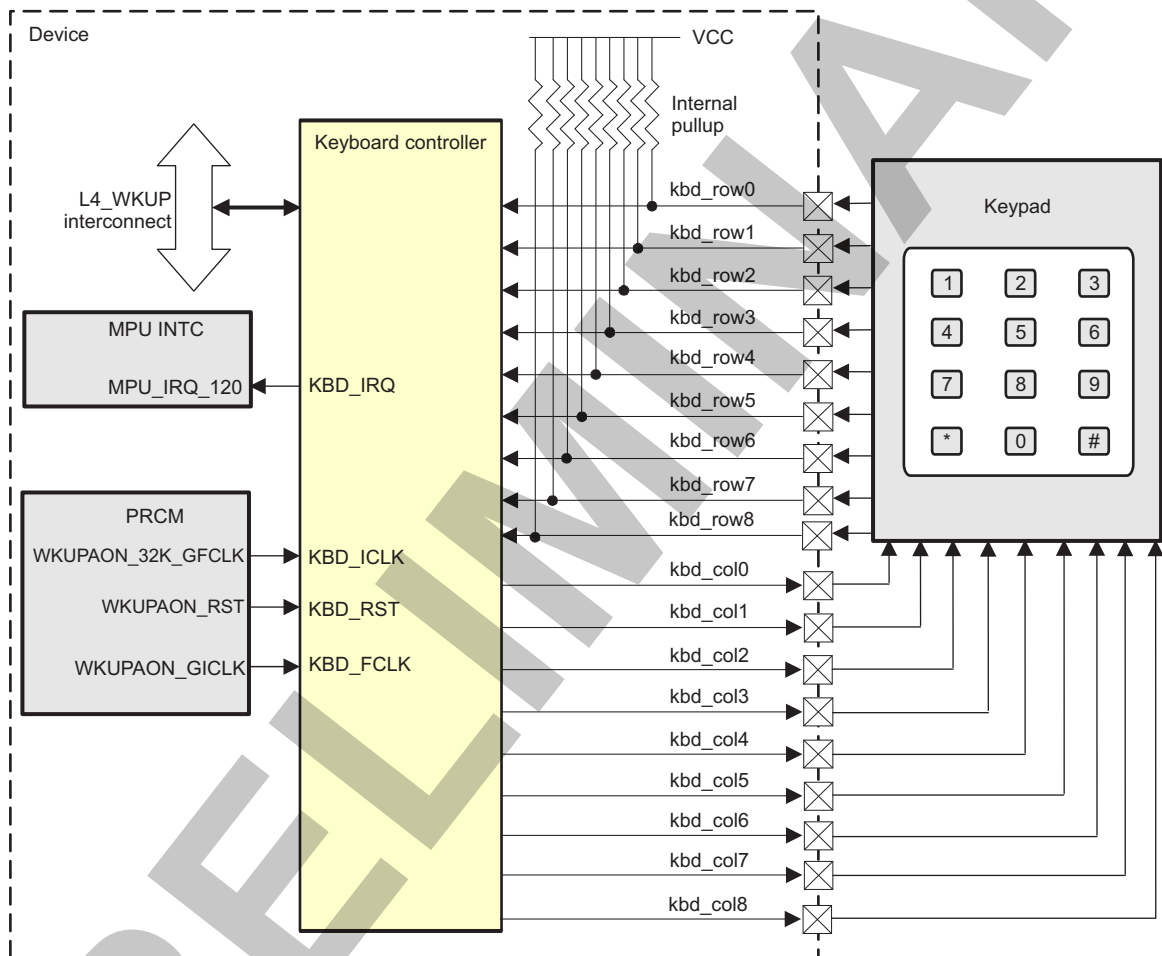 Device
VCC
Internal
pullup
Keyboard controller
L4_WKUP
interconnect
MPU INTC
MPU_IRQ_120
KBD_IRQ
PRCM
WKUPAON_32K_GFCLK
KBD_ICLK
WKUPAON_RST
KBD_RST
WKUPAON_GICLK
KBD_FCLK
kbd_row0
kbd_row1
kbd_row2
kbd_row3
kbd_row4
kbd_row5
kbd_row6
kbd_row7
kbd_row8
kbd_col0
kbd_col1
kbd_col2
kbd_col3
kbd_col4
kbd_col5
kbd_col6
kbd_col7
kbd_col8
Keypad
1 2 3
4 5 6
7 8 9
* 0 #
RELIMINA